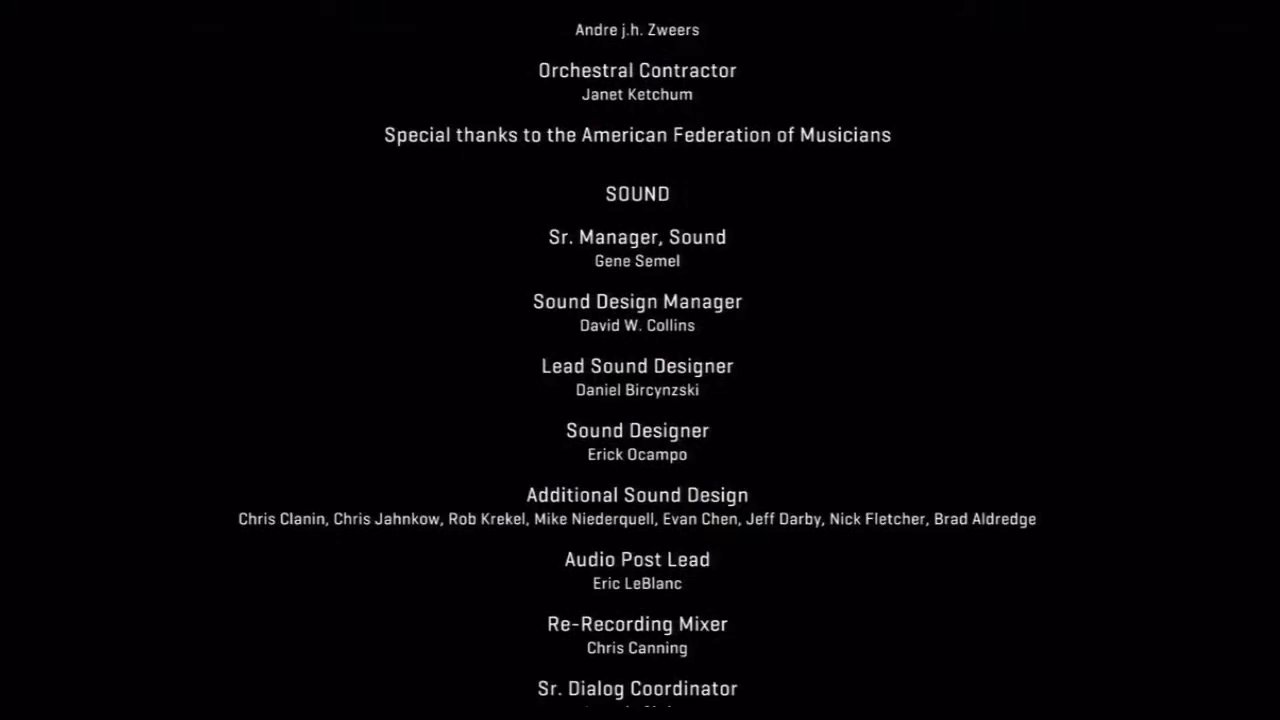 Andre j.h. Zweers
Orchestral Contractor
Janet Ketchum
Special thanks to the American Federation of Musicians
SOUND
Sr. Manager, Sound
Gene Semel
Sound Design Manager
David W. Collins
Lead Sound Designer
Daniel Bircynzski
Sound Designer
Erick Ocampo
Additional Sound Design
Chris Clanin, Chris Jahnkow, Rob Krekel, Mike Niederquell, Evan Chen, Jeff Darby, Nick Fletcher, Brad Aldredge
Audio Post Lead
Eric LeBlanc
Re-Recording Mixer
Chris Canning
Sr. Dialog Coordinator